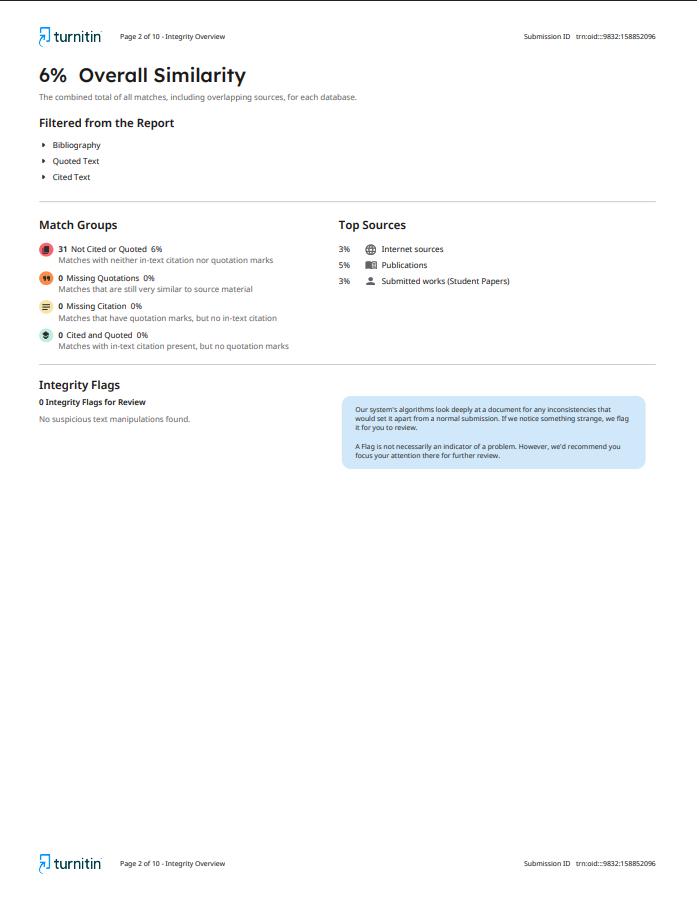 turnitin Page 2 of 10 - Integrity Overview Submission ID trn:oid:::9832:158852096
6% Overall Similarity
The combined total of all matches, including overlapping sources, for each database.
Filtered from the Report
Bibliography
Quoted Text
Cited Text
Match Groups
31 Not Cited or Quoted 6%
Matches with neither in-text citation nor quotation marks
0 Missing Quotations 0%
Matches that are still very similar to source material
0 Missing Citation 0%
Matches that have quotation marks, but no in-text citation
0 Cited and Quoted 0%
Matches with in-text citation present, but no quotation marks
Top Sources
3% Internet sources
5% Publications
3% Submitted works (Student Papers)
Integrity Flags
0 Integrity Flags for Review
No suspicious text manipulations found.
Our system's algorithms look deeply at a document for any inconsistencies that
would set it apart from a normal submission. If we notice something strange, we flag
it for you to review.
A Flag is not necessarily an indicator of a problem. However, we'd recommend you
focus your attention there for further review.
turnitin Page 2 of 10 - Integrity Overview Submission ID trn:oid:::9832:158852096